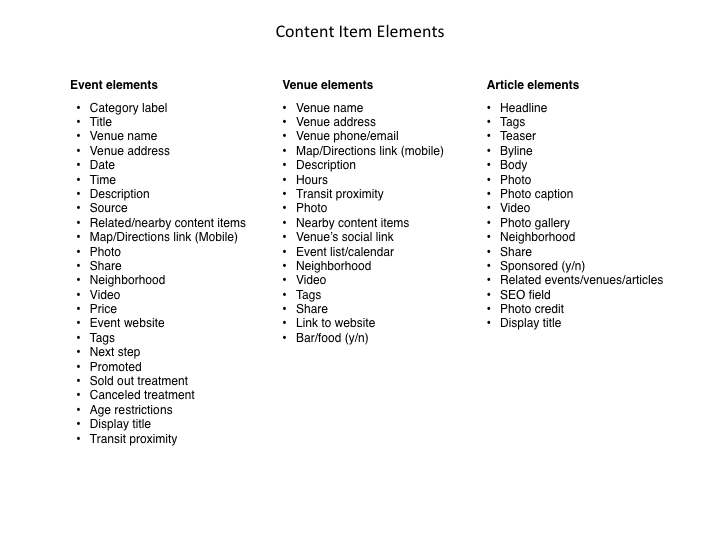 Content Item Elements
Event elements
• Category label
• Title
• Venue name
• Venue address
• Date
• Time
• Description
• Source
• Related/nearby content items
• Map/Directions link (Mobile)
• Photo
• Share
• Neighborhood
• Video
• Price
• Event website
• Tags
• Next step
• Promoted
• Sold out treatment
• Canceled treatment
• Age restrictions
• Display title
• Transit proximity
Venue elements
• Venue name
• Venue address
• Venue phone/email
• Map/Directions link (mobile)
• Description
• Hours
• Transit proximity
• Photo
• Nearby content items
• Venue’s social link
• Event list/calendar
• Neighborhood
• Video
• Tags
• Share
• Link to website
• Bar/food (y/n)
Article elements
• Headline
• Tags
• Teaser
• Byline
• Body
• Photo
• Photo caption
• Video
• Photo gallery
• Neighborhood
• Share
• Sponsored (y/n)
• Related events/venues/articles
• SEO field
• Photo credit
• Display title